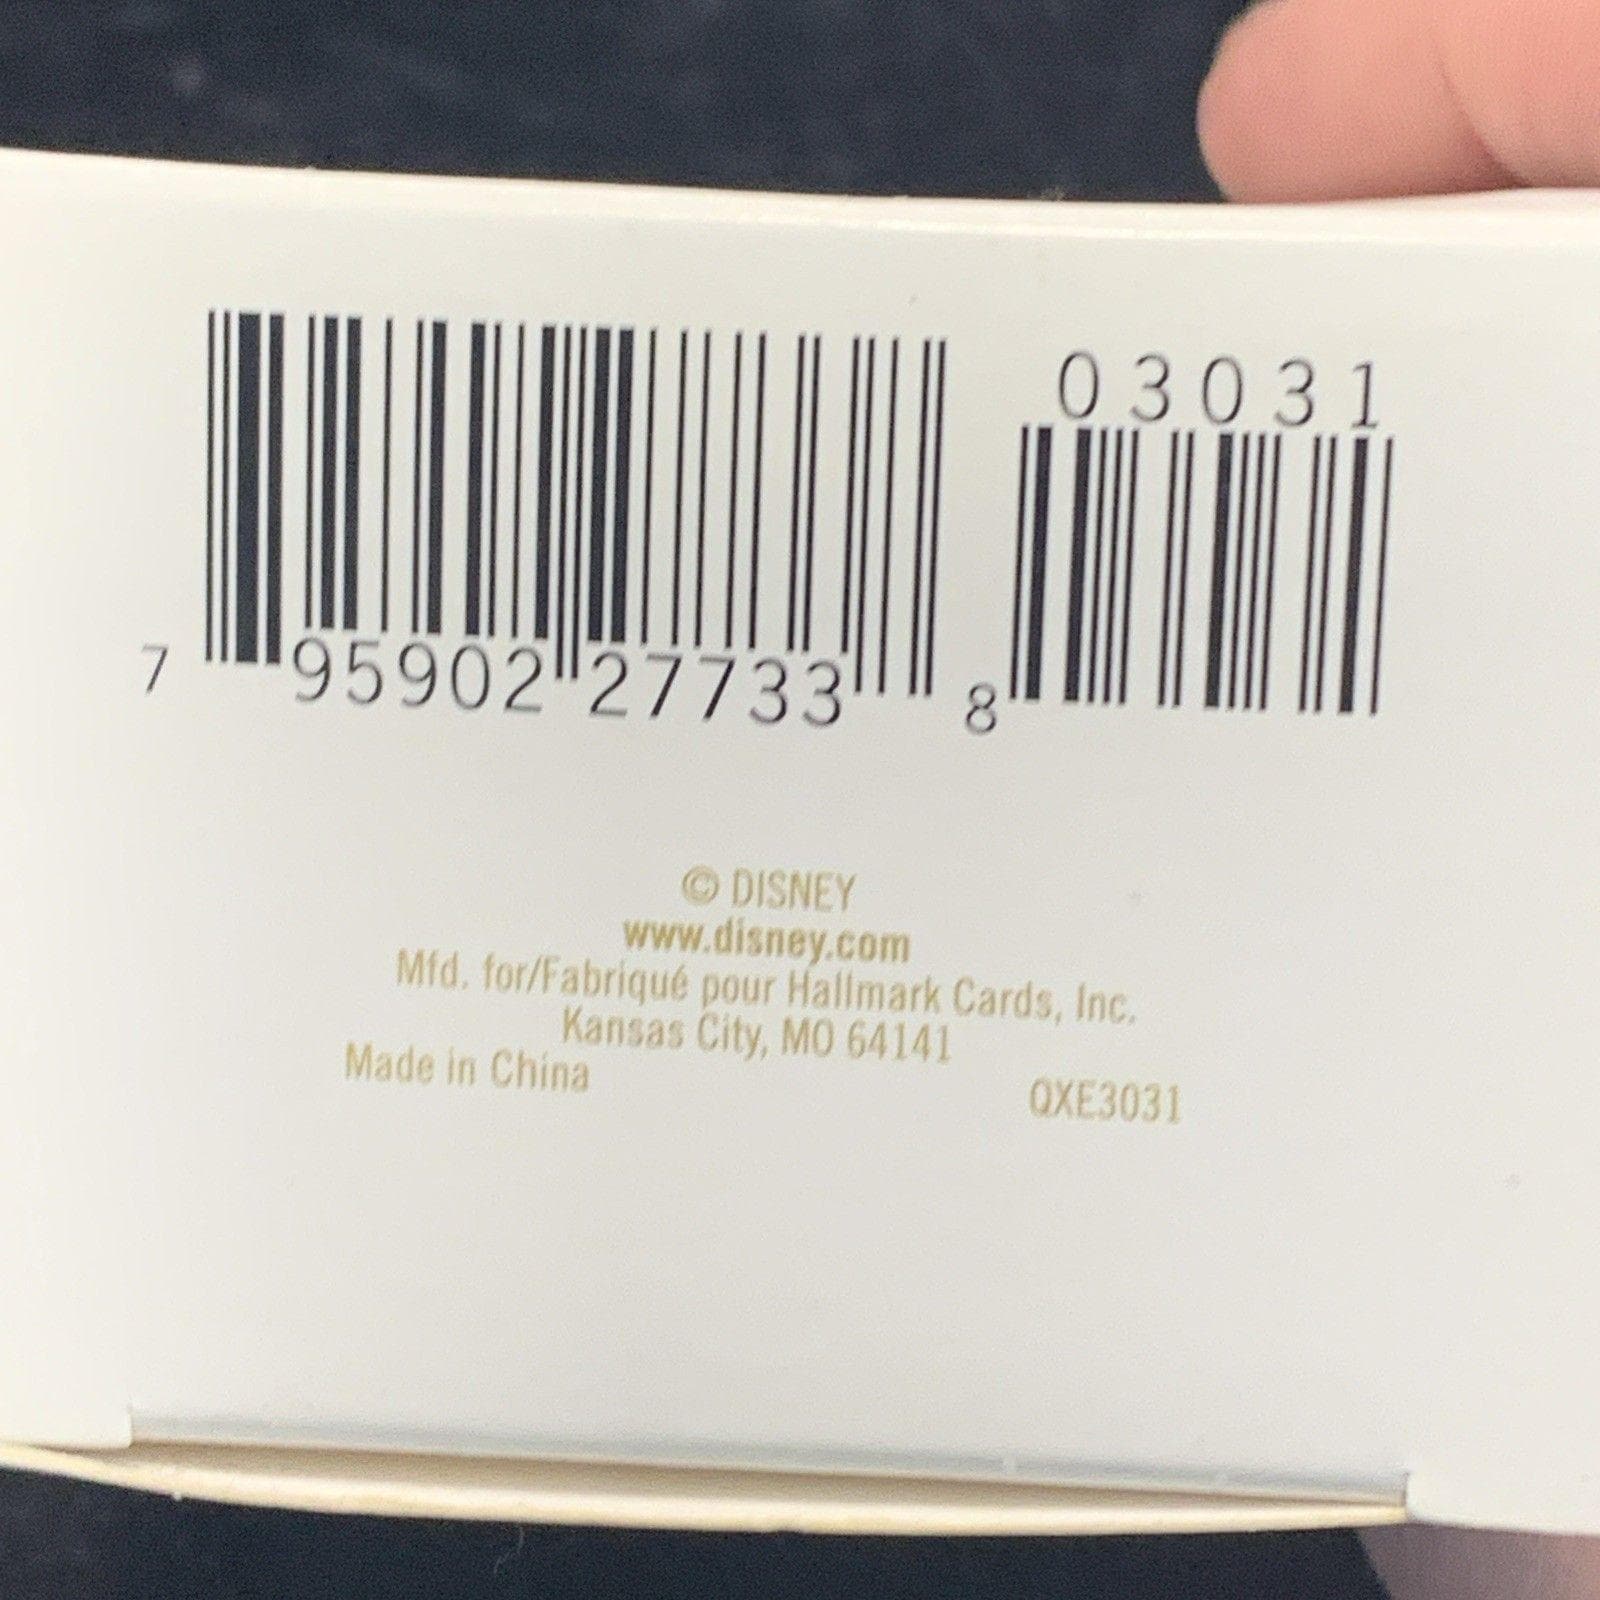 03031
7 95902 27733 8
© DISNEY
www.disney.com
Mfd. for/Fabriqué pour Hallmark Cards, Inc.
Kansas City, MO 64141
Made in China QXE3031